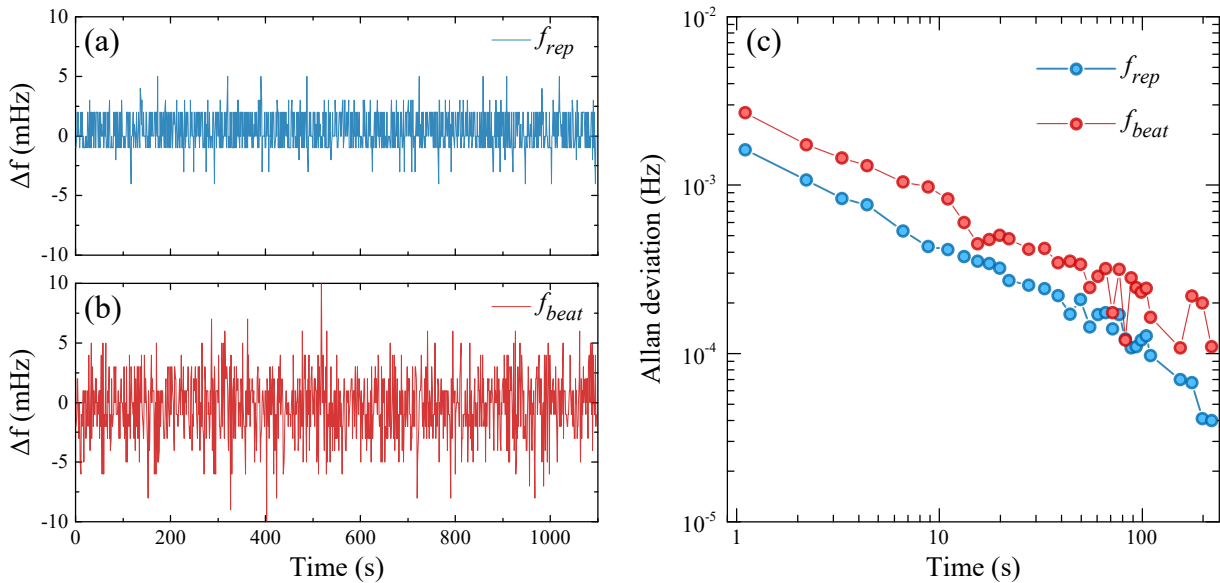 (a)
f_rep
Δf (mHz)
10
5
0
-5
-10
(b)
f_beat
Δf (mHz)
10
5
0
-5
-10
0
200
400
600
800
1000
Time (s)
(c)
f_rep
f_beat
Allan deviation (Hz)
10^-2
10^-3
10^-4
10^-5
1
10
100
Time (s)